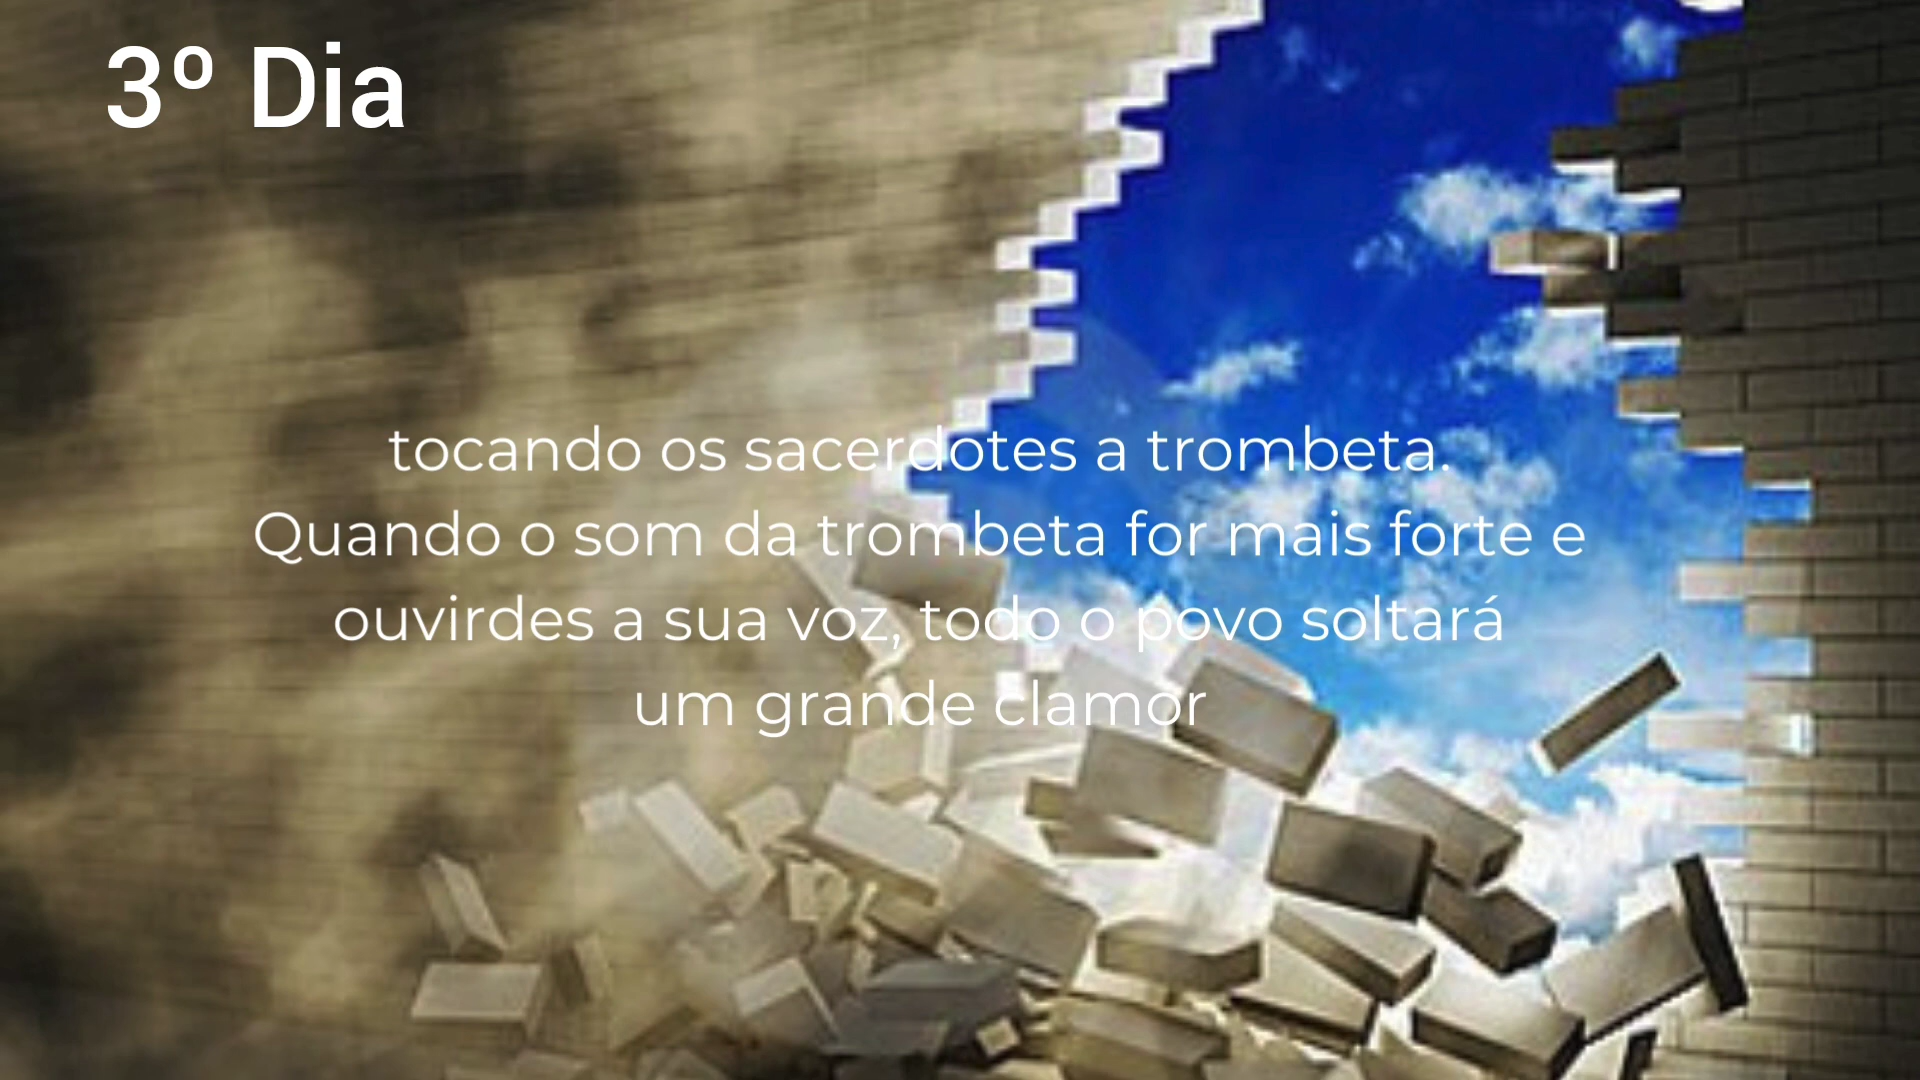 3º Dia
tocando os sacerdotes a trombeta.
Quando o som da trombeta for mais forte e
ouvirdes a sua voz, todo o povo soltará
um grande clamor